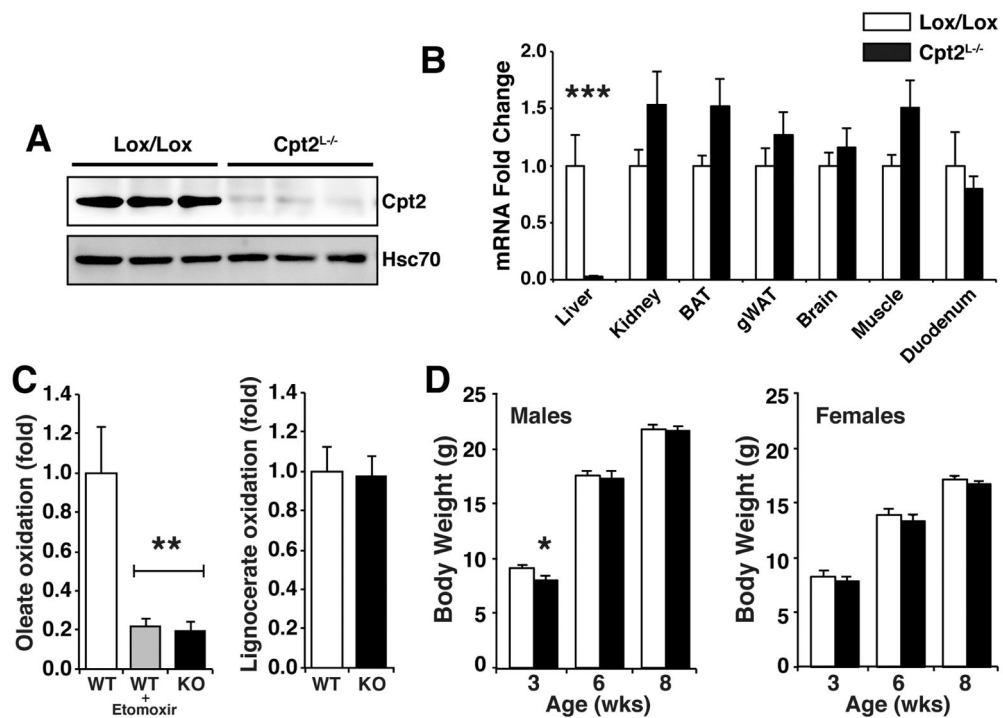 Lox/Lox
Cpt2L-/-
A
Lox/Lox Cpt2L-/-
Cpt2
Hsc70
B
mRNA Fold Change
2.0
1.5
1.0
0.5
0.0
***
Liver
Kidney
BAT
gWAT
Brain
Muscle
Duodenum
C
Oleate oxidation (fold)
1.4
1.2
1.0
0.8
0.6
0.4
0.2
0.0
**
WT WT KO
+
Etomoxir
Lignocerate oxidation (fold)
1.4
1.2
1.0
0.8
0.6
0.4
0.2
0.0
WT KO
D
Body Weight (g)
25
20
15
10
5
0
Males
*
3 6 8
Age (wks)
Body Weight (g)
25
20
15
10
5
0
Females
3 6 8
Age (wks)